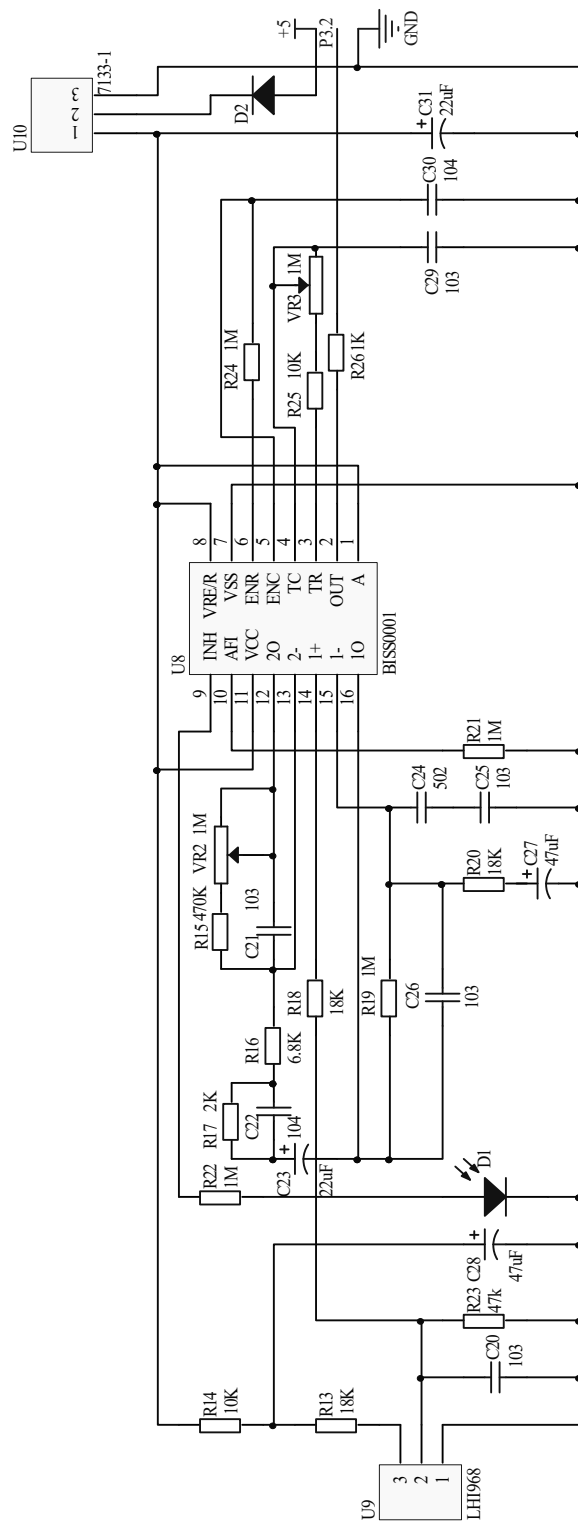 U10
1
2
3
7133-1
+5
P3.2
GND
D2
C31
22uF
C30
104
C29
103
R24 1M
VR3 1M
R25 10K
R26 1K
U8
BISS0001
9 INH
10 AFI
11 VCC
12 2O
13 2-
14 1+
15 1-
16 1O
VRE/R 8
VSS 7
ENR 6
ENC 5
TC 4
TR 3
OUT 2
A 1
R21
1M
C24
502
C25
103
R20
18K
C27
47uF
VR2 1M
R15 470K
C21
103
R18
18K
R19 1M
C26
103
R16
6.8K
R17 2K
C22
104
C23
22uF
R22
1M
D1
C28
47uF
R23
47k
C20
103
R14
10K
R13
18K
U9
3
2
1
LHI968